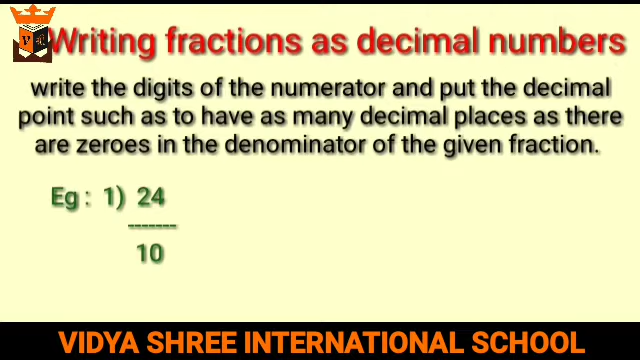 Writing fractions as decimal numbers
write the digits of the numerator and put the decimal
point such as to have as many decimal places as there
are zeroes in the denominator of the given fraction.
Eg : 1) 24
-------
10
VIDYA SHREE INTERNATIONAL SCHOOL